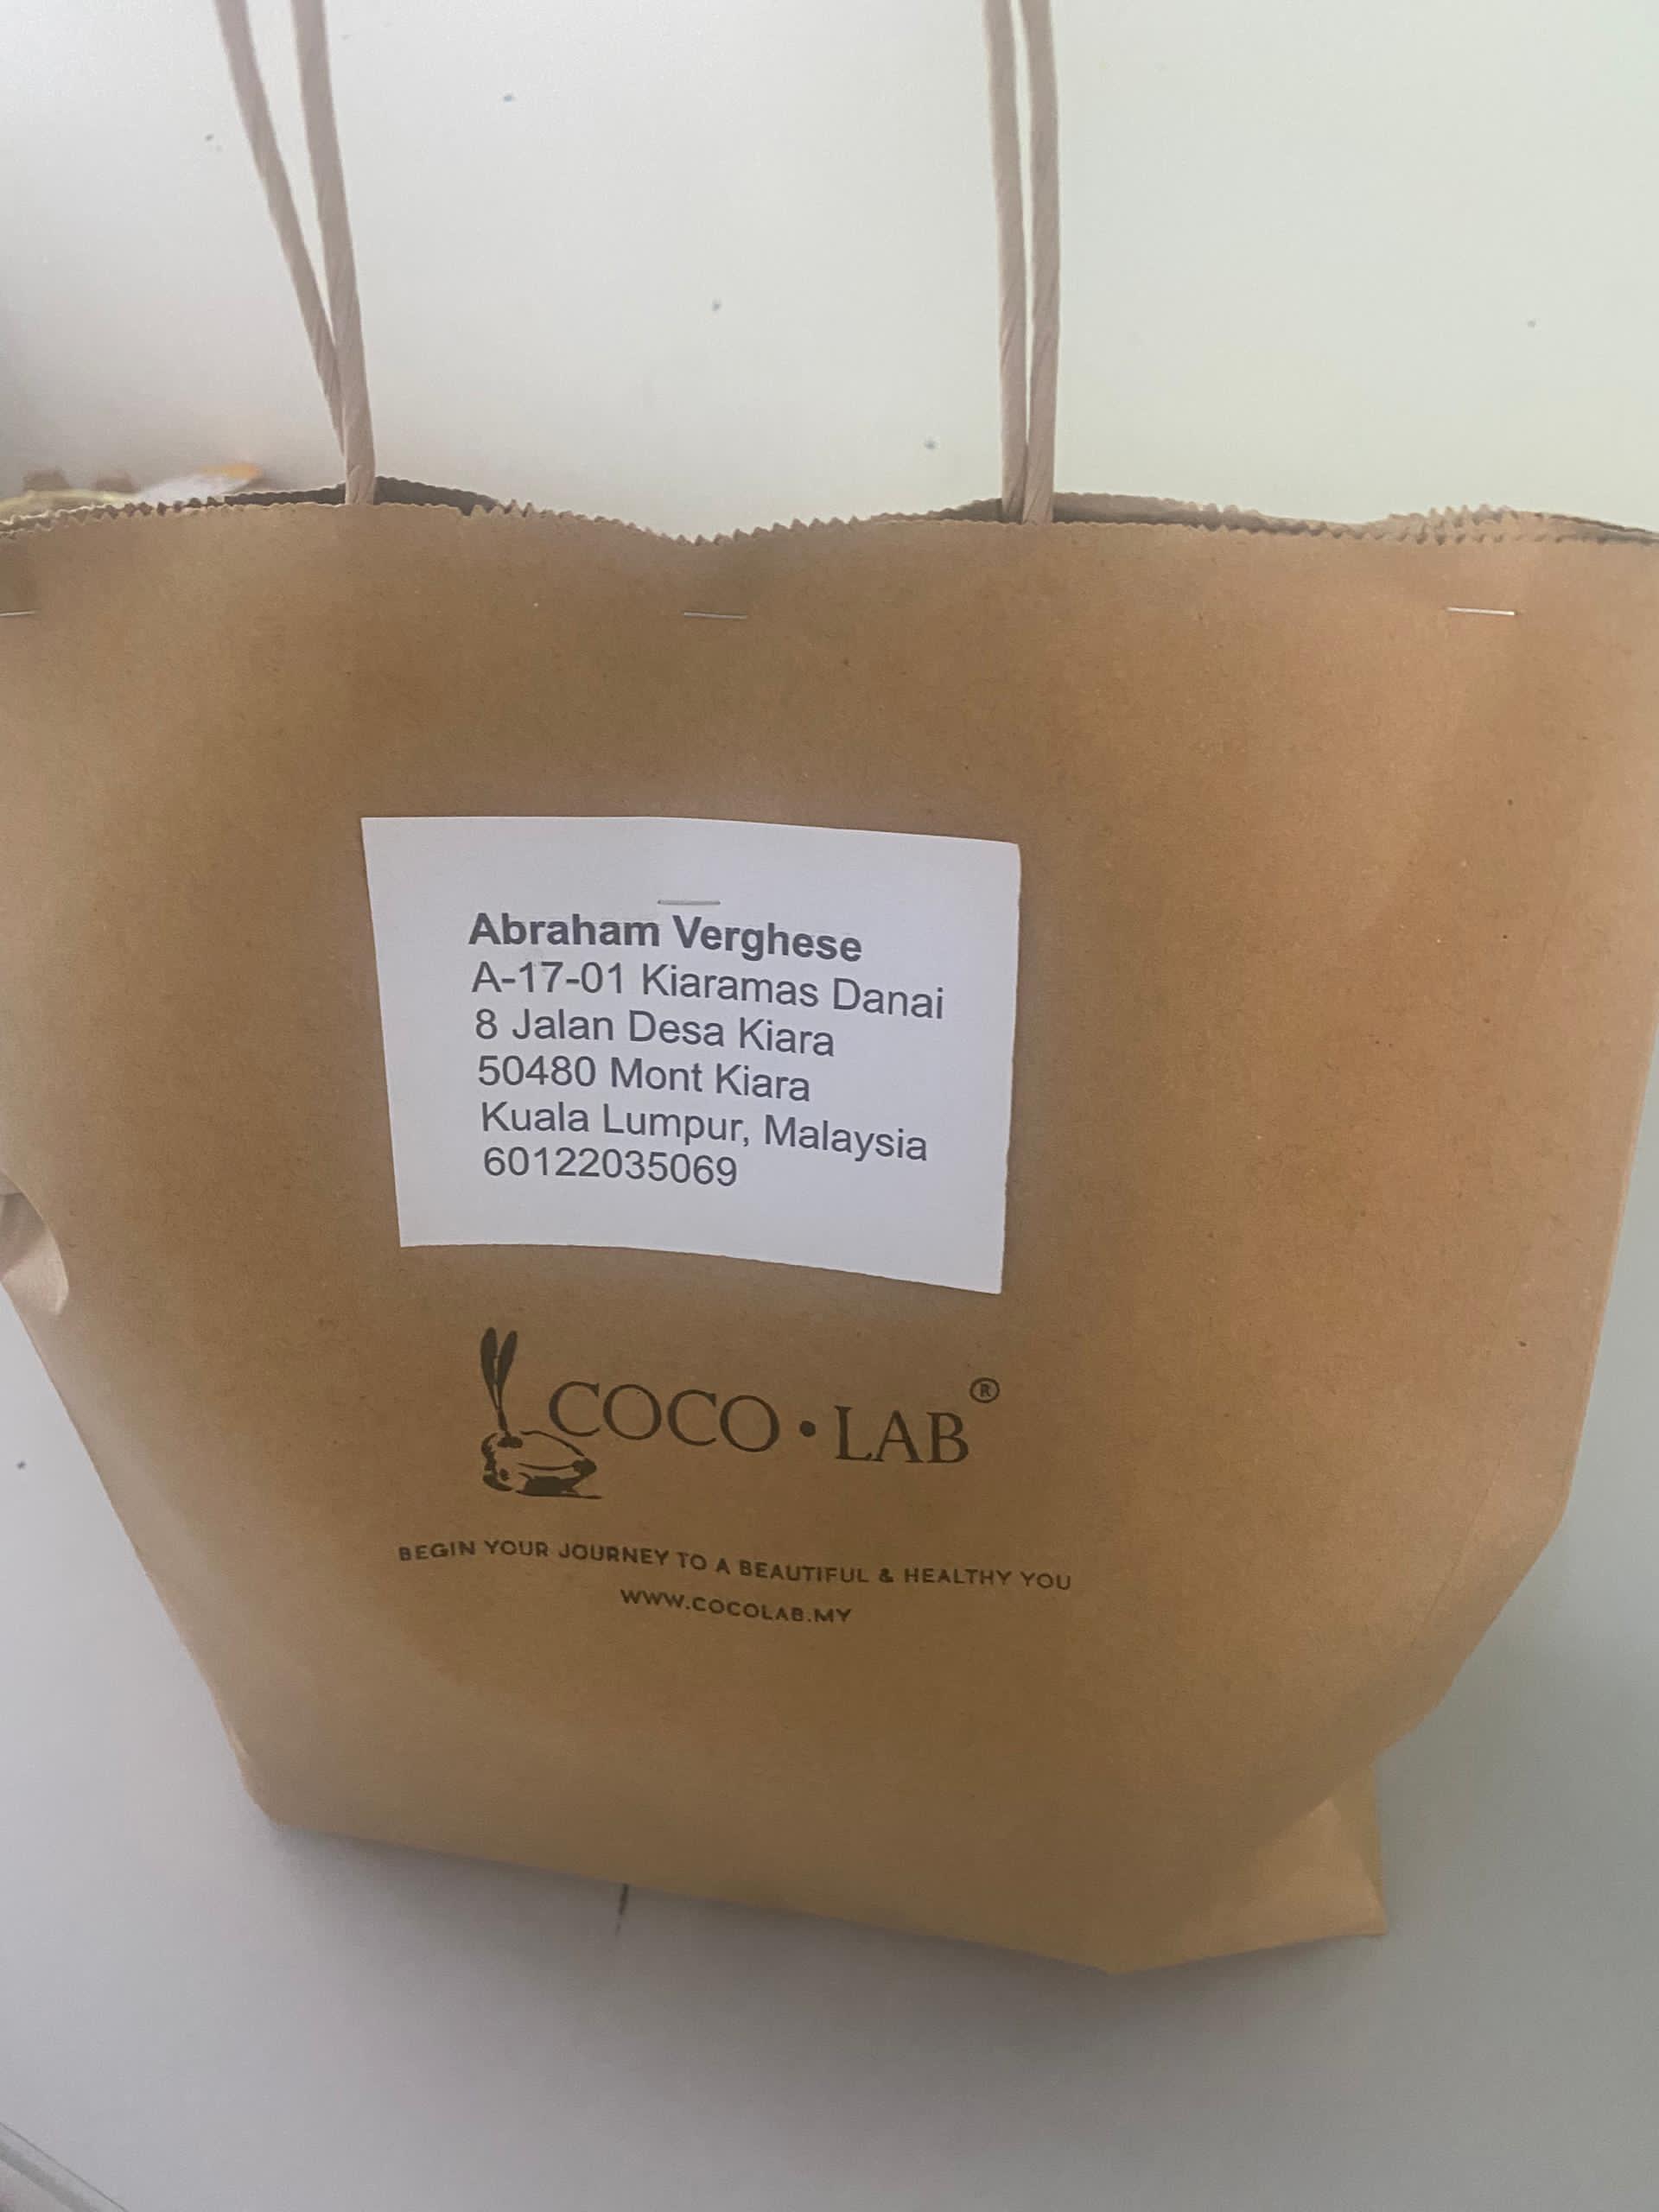 Abraham Verghese
A-17-01 Kiaramas Danai
8 Jalan Desa Kiara
50480 Mont Kiara
Kuala Lumpur, Malaysia
60122035069
COCO•LAB®
BEGIN YOUR JOURNEY TO A BEAUTIFUL & HEALTHY YOU
WWW.COCOLAB.MY